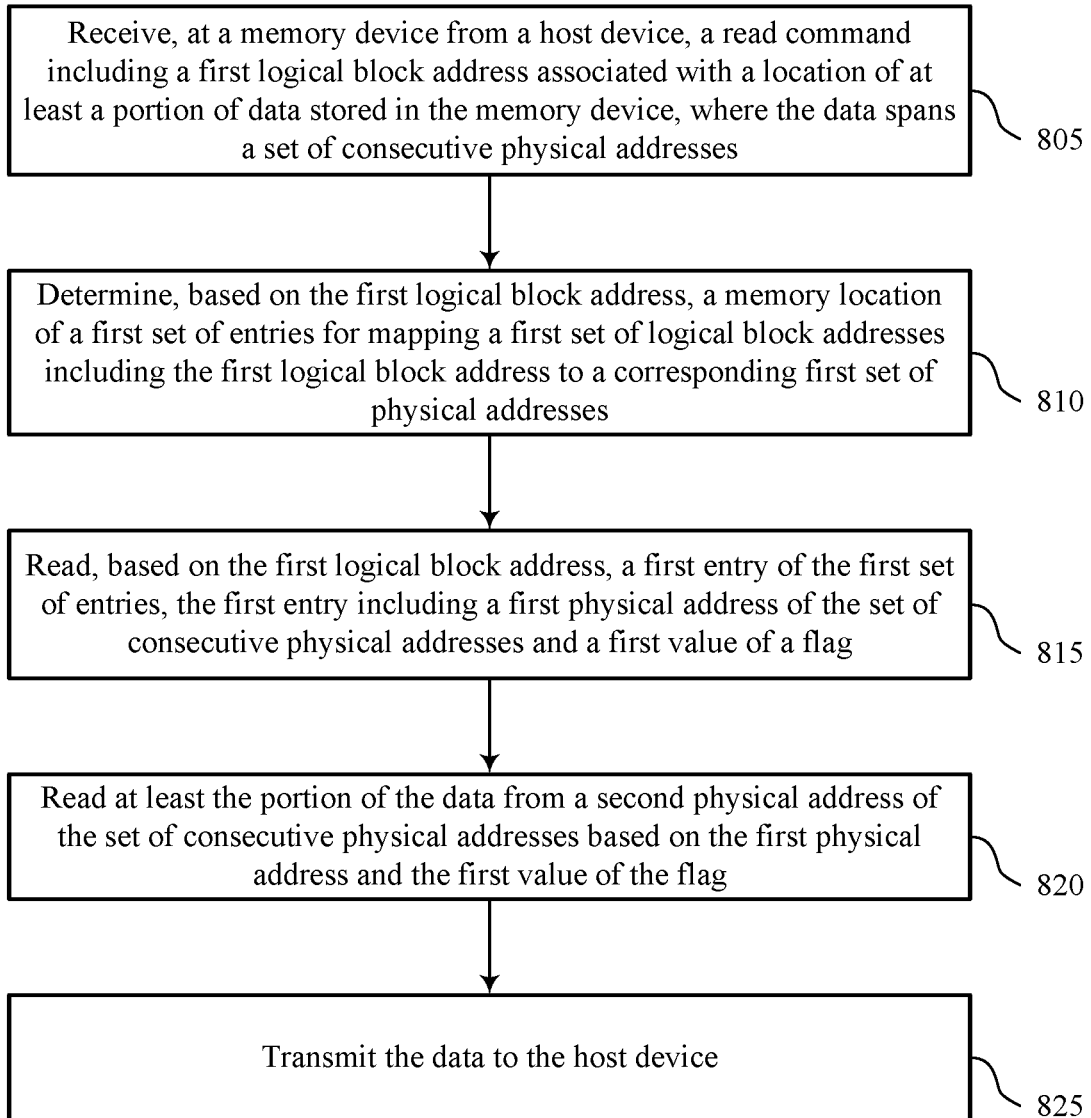 Receive, at a memory device from a host device, a read command
including a first logical block address associated with a location of at
least a portion of data stored in the memory device, where the data spans
a set of consecutive physical addresses
805
Determine, based on the first logical block address, a memory location
of a first set of entries for mapping a first set of logical block addresses
including the first logical block address to a corresponding first set of
physical addresses
810
Read, based on the first logical block address, a first entry of the first set
of entries, the first entry including a first physical address of the set of
consecutive physical addresses and a first value of a flag
815
Read at least the portion of the data from a second physical address of
the set of consecutive physical addresses based on the first physical
address and the first value of the flag
820
Transmit the data to the host device
825